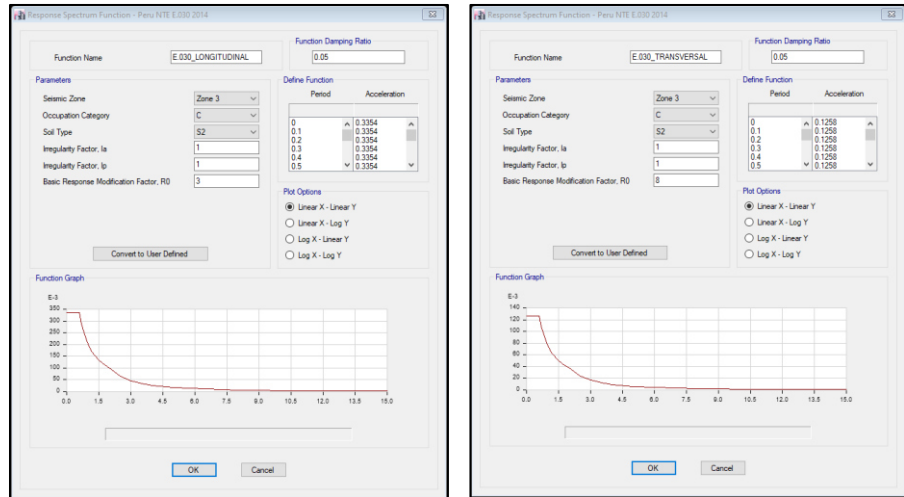 Response Spectrum Function - Peru NTE E.030 2014
Function Name
E.030_LONGITUDINAL
Function Damping Ratio
0.05
Parameters
Seismic Zone
Zone 3
Occupation Category
C
Soil Type
S2
Irregularity Factor, Ia
1
Irregularity Factor, Ip
1
Basic Response Modification Factor, R0
3
Convert to User Defined
Define Function
Period Acceleration
0 0.3354
0.1 0.3354
0.2 0.3354
0.3 0.3354
0.4 0.3354
0.5 0.3354
Plot Options
Linear X - Linear Y
Linear X - Log Y
Log X - Linear Y
Log X - Log Y
Function Graph
E-3
350
300
250
200
150
100
50
0
0.0 1.5 3.0 4.5 6.0 7.5 9.0 10.5 12.0 13.5 15.0
OK Cancel
Response Spectrum Function - Peru NTE E.030 2014
Function Name
E.030_TRANSVERSAL
Function Damping Ratio
0.05
Parameters
Seismic Zone
Zone 3
Occupation Category
C
Soil Type
S2
Irregularity Factor, Ia
1
Irregularity Factor, Ip
1
Basic Response Modification Factor, R0
8
Convert to User Defined
Define Function
Period Acceleration
0 0.1258
0.1 0.1258
0.2 0.1258
0.3 0.1258
0.4 0.1258
0.5 0.1258
Plot Options
Linear X - Linear Y
Linear X - Log Y
Log X - Linear Y
Log X - Log Y
Function Graph
E-3
140
120
100
80
60
40
20
0
0.0 1.5 3.0 4.5 6.0 7.5 9.0 10.5 12.0 13.5 15.0
OK Cancel